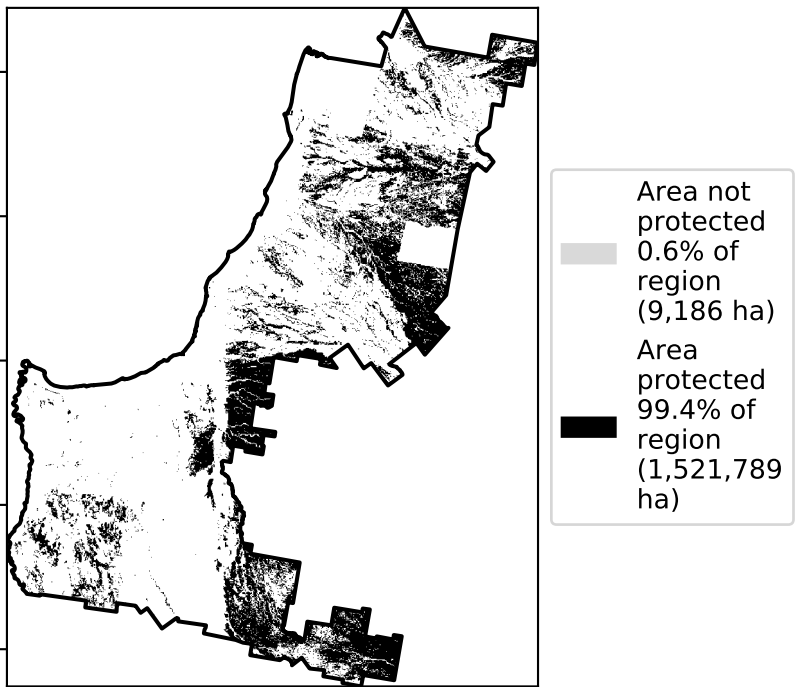 Area not
protected
0.6% of
region
(9,186 ha)
Area
protected
99.4% of
region
(1,521,789
ha)